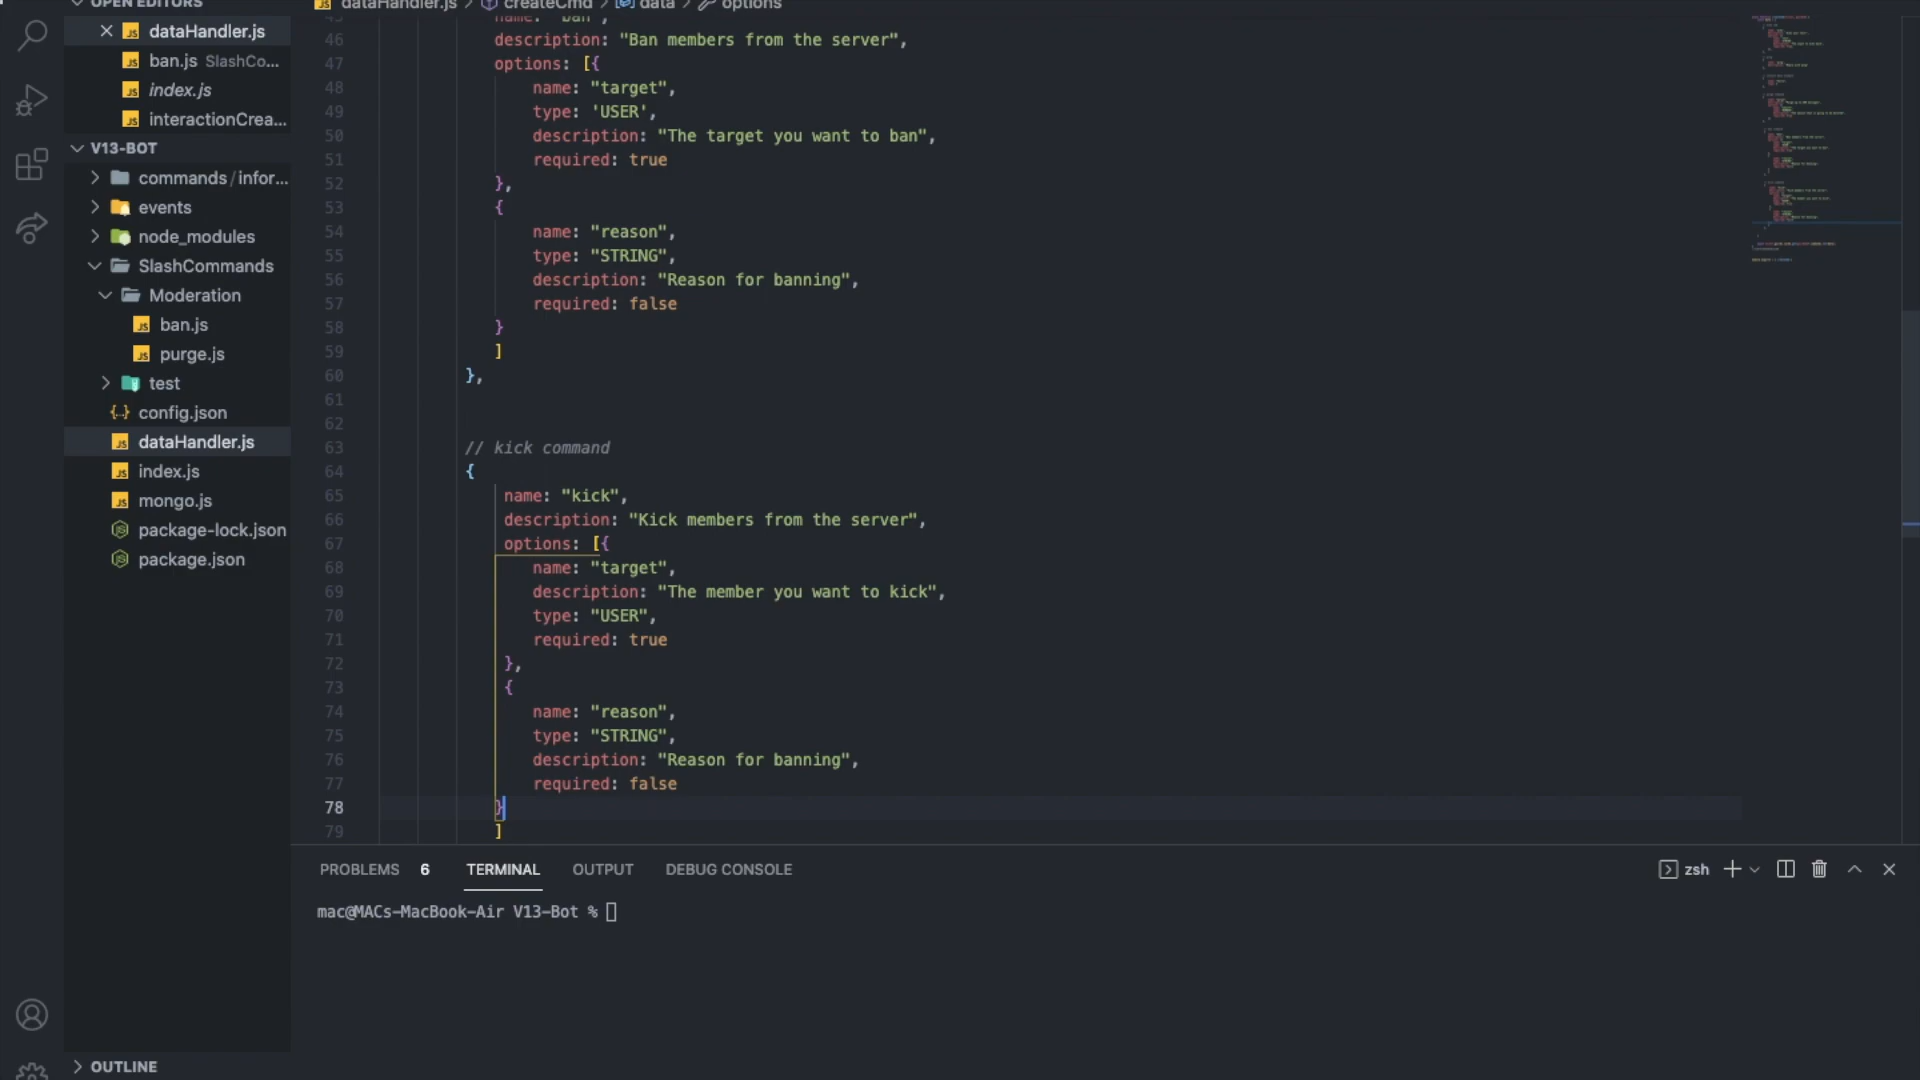 OPEN EDITORS
dataHandler.js
ban.js SlashCo...
index.js
interactionCrea...
V13-BOT
commands/infor...
events
node_modules
SlashCommands
Moderation
ban.js
purge.js
test
config.json
dataHandler.js
index.js
mongo.js
package-lock.json
package.json
OUTLINE
dataHandler.js > createCmd > data > options
45 name: "ban",
46 description: "Ban members from the server",
47 options: [{
48 name: "target",
49 type: 'USER',
50 description: "The target you want to ban",
51 required: true
52 },
53 {
54 name: "reason",
55 type: "STRING",
56 description: "Reason for banning",
57 required: false
58 }
59 ]
60 },
61
62
63 // kick command
64 {
65 name: "kick",
66 description: "Kick members from the server",
67 options: [{
68 name: "target",
69 description: "The member you want to kick",
70 type: "USER",
71 required: true
72 },
73 {
74 name: "reason",
75 type: "STRING",
76 description: "Reason for banning",
77 required: false
78 }
79 ]
PROBLEMS 6 TERMINAL OUTPUT DEBUG CONSOLE
zsh
mac@MACs-MacBook-Air V13-Bot %